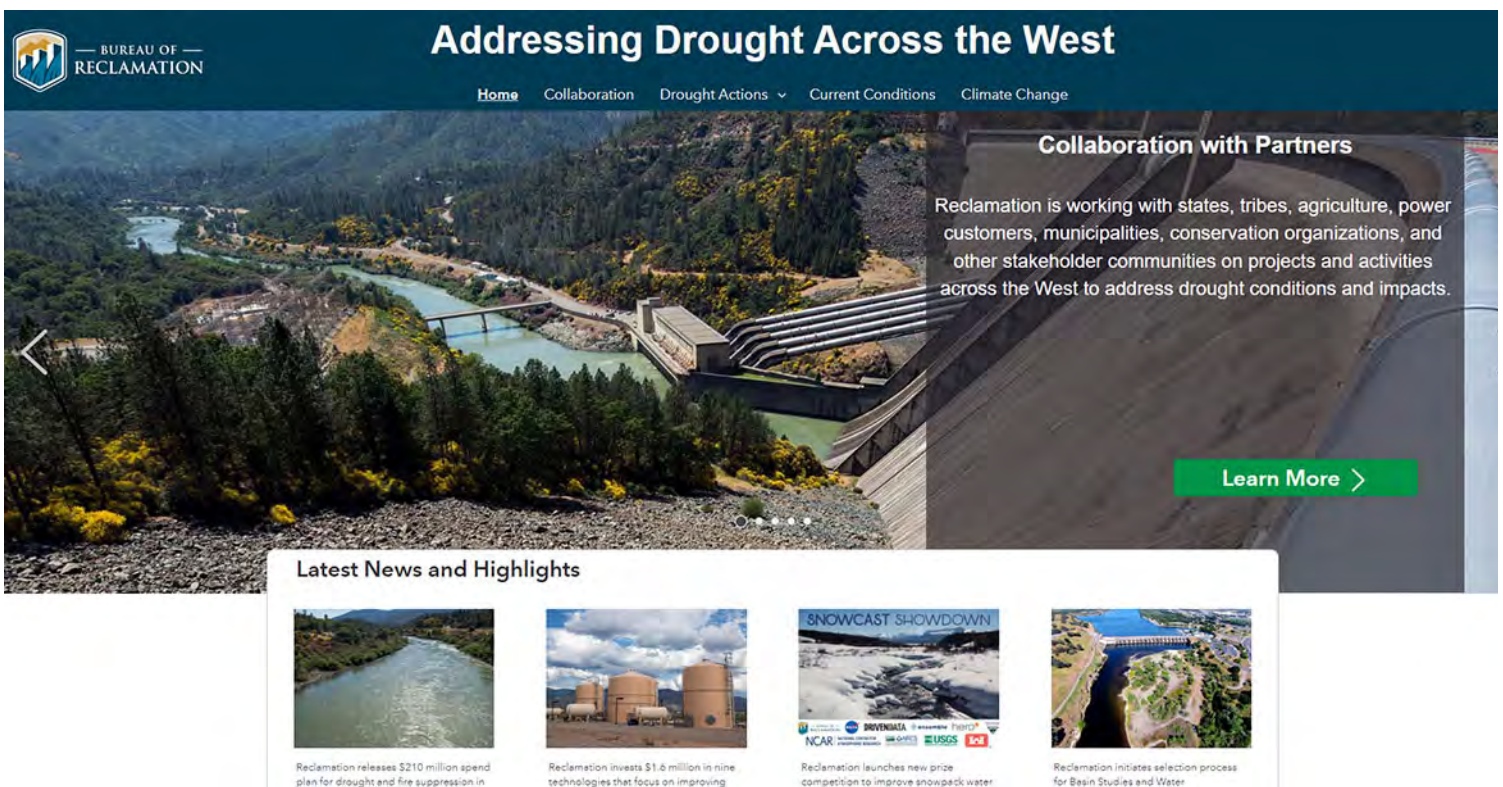 — BUREAU OF —
RECLAMATION
Addressing Drought Across the West
Home Collaboration Drought Actions Current Conditions Climate Change
Collaboration with Partners
Reclamation is working with states, tribes, agriculture, power
customers, municipalities, conservation organizations, and
other stakeholder communities on projects and activities
across the West to address drought conditions and impacts.
Learn More
Latest News and Highlights
SNOWCAST SHOWDOWN
DRIVENDATA ensemble hero
NCAR USGS
Reclamation releases $210 million spend
plan for drought and fire suppression in
Reclamation invests $1.6 million in nine
technologies that focus on improving
Reclamation launches new prize
competition to improve snowpack water
Reclamation initiates selection process
for Basin Studies and Water